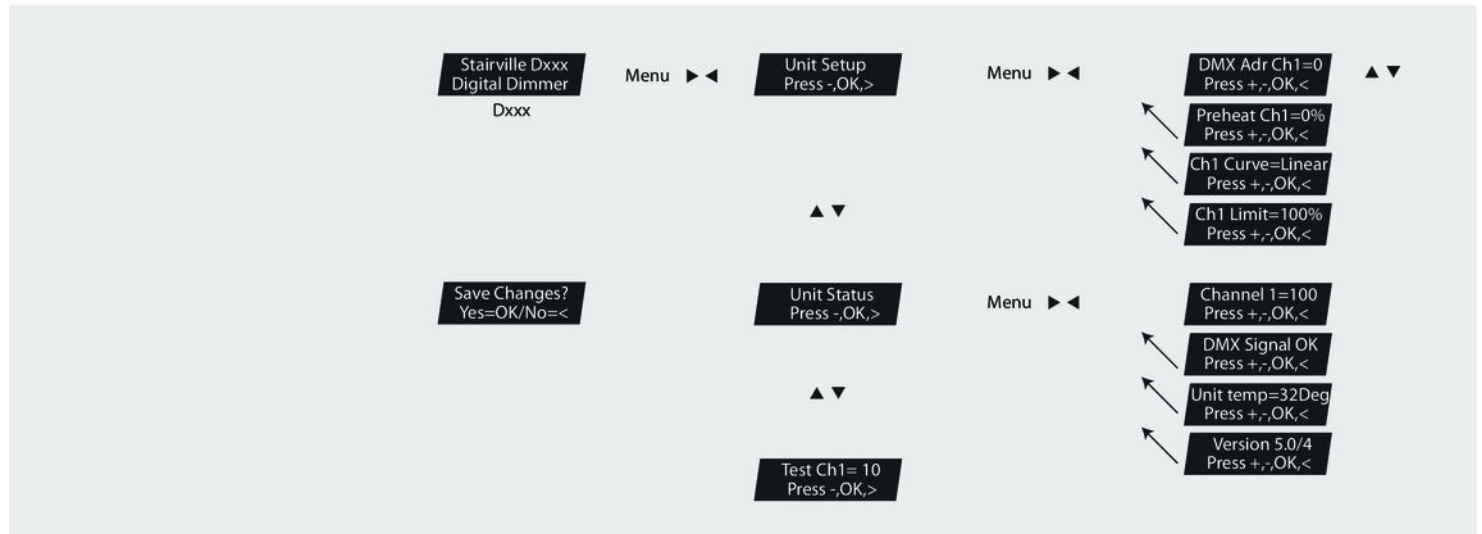 Stairville Dxxx
Digital Dimmer
Dxxx
Menu ▶ ◀
Unit Setup
Press -,OK,>
Menu ▶ ◀
DMX Adr Ch1=0
Press +,-,OK,<
▲ ▼
Preheat Ch1=0%
Press +,-,OK,<
Ch1 Curve=Linear
Press +,-,OK,<
Ch1 Limit=100%
Press +,-,OK,<
▲ ▼
Save Changes?
Yes=OK/No=<
Unit Status
Press -,OK,>
Menu ▶ ◀
Channel 1=100
Press +,-,OK,<
DMX Signal OK
Press +,-,OK,<
Unit temp=32Deg
Press +,-,OK,<
Version 5.0/4
Press +,-,OK,<
▲ ▼
Test Ch1= 10
Press -,OK,>